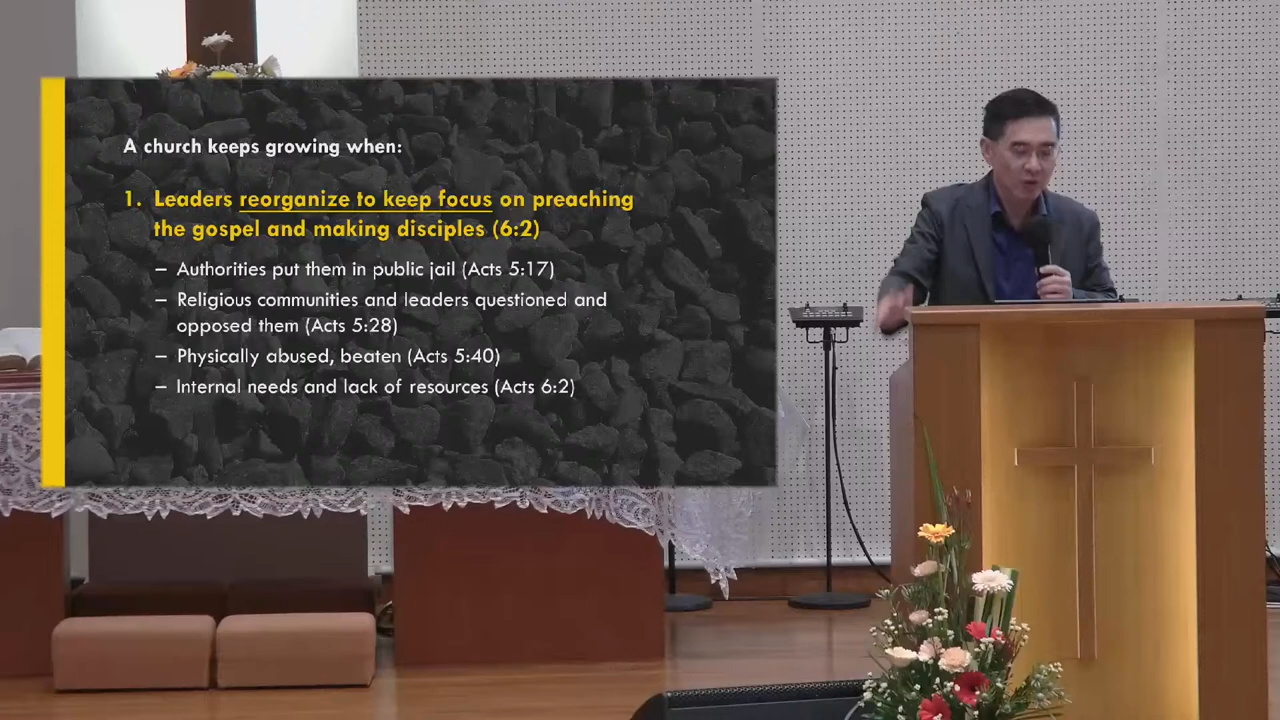 A church keeps growing when:
1. Leaders reorganize to keep focus on preaching
the gospel and making disciples (6:2)
– Authorities put them in public jail (Acts 5:17)
– Religious communities and leaders questioned and
opposed them (Acts 5:28)
– Physically abused, beaten (Acts 5:40)
– Internal needs and lack of resources (Acts 6:2)